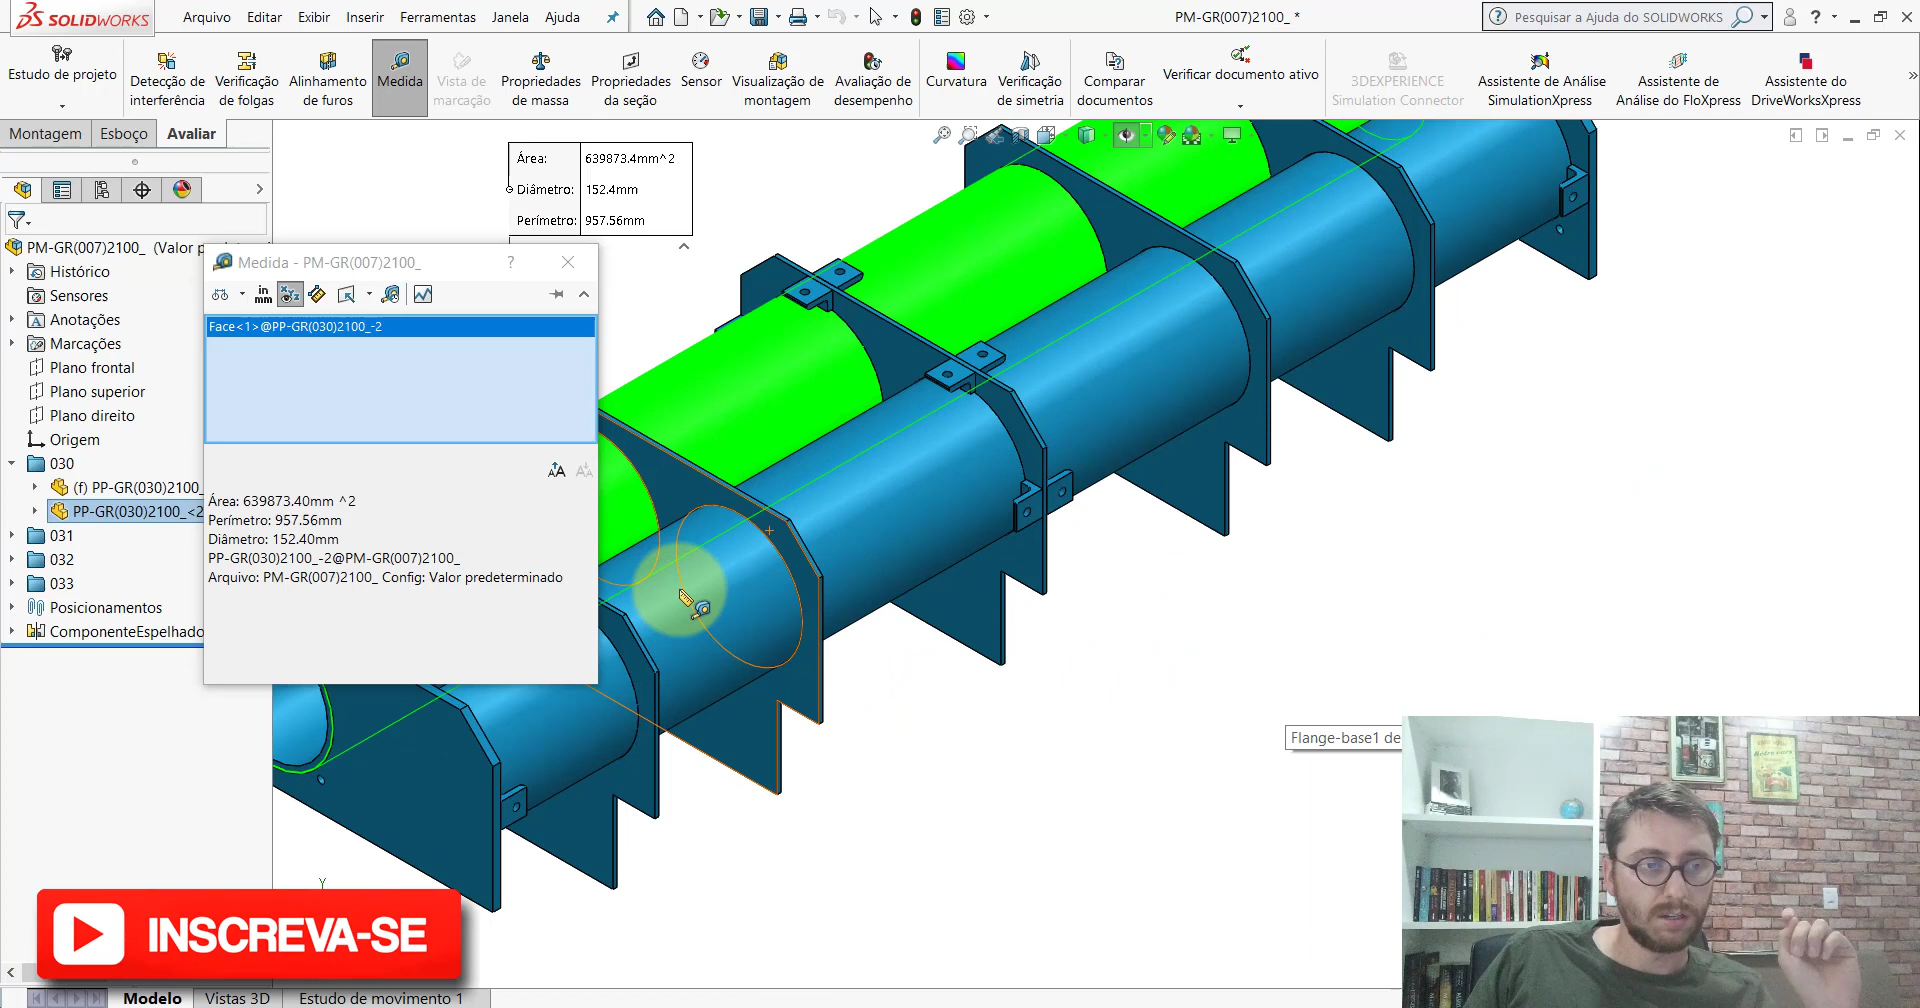 SOLIDWORKS
Arquivo Editar Exibir Inserir Ferramentas Janela Ajuda
PM-GR(007)2100_ *
Pesquisar a Ajuda do SOLIDWORKS
Estudo de projeto
Detecção de interferência
Verificação de folgas
Alinhamento de furos
Medida
Vista de marcação
Propriedades de massa
Propriedades da seção
Sensor
Visualização de montagem
Avaliação de desempenho
Curvatura
Verificação de simetria
Comparar documentos
Verificar documento ativo
3DEXPERIENCE Simulation Connector
Assistente de Análise SimulationXpress
Assistente de Análise do FloXpress
Assistente do DriveWorksXpress
Montagem Esboço Avaliar
Área: 639873.4mm^2
Diâmetro: 152.4mm
Perímetro: 957.56mm
PM-GR(007)2100_ (Valor p
Histórico
Sensores
Anotações
Marcações
Plano frontal
Plano superior
Plano direito
Origem
030
(f) PP-GR(030)2100_
PP-GR(030)2100_<2
031
032
033
Posicionamentos
ComponenteEspelhado
Medida - PM-GR(007)2100_
in
mm
Face<1>@PP-GR(030)2100_-2
Área: 639873.40mm ^2
Perímetro: 957.56mm
Diâmetro: 152.40mm
PP-GR(030)2100_-2@PM-GR(007)2100_
Arquivo: PM-GR(007)2100_ Config: Valor predeterminado
Flange-base1 de
Y
INSCREVA-SE
Modelo Vistas 3D Estudo de movimento 1